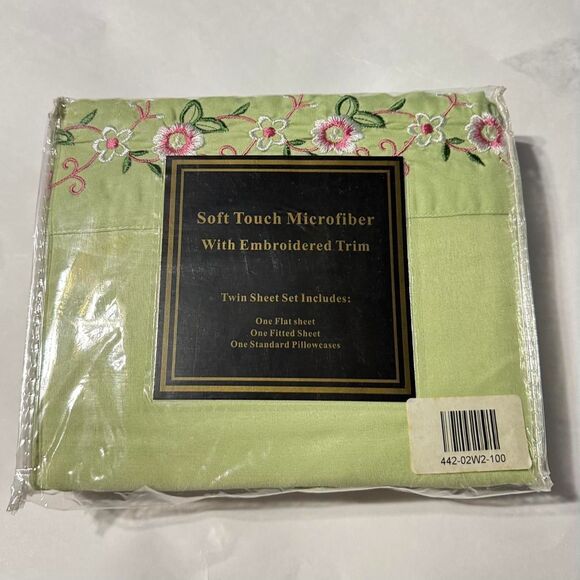 Soft Touch Microfiber
With Embroidered Trim
Twin Sheet Set Includes:
One Flat sheet
One Fitted Sheet
One Standard Pillowcases
442-02W2-100